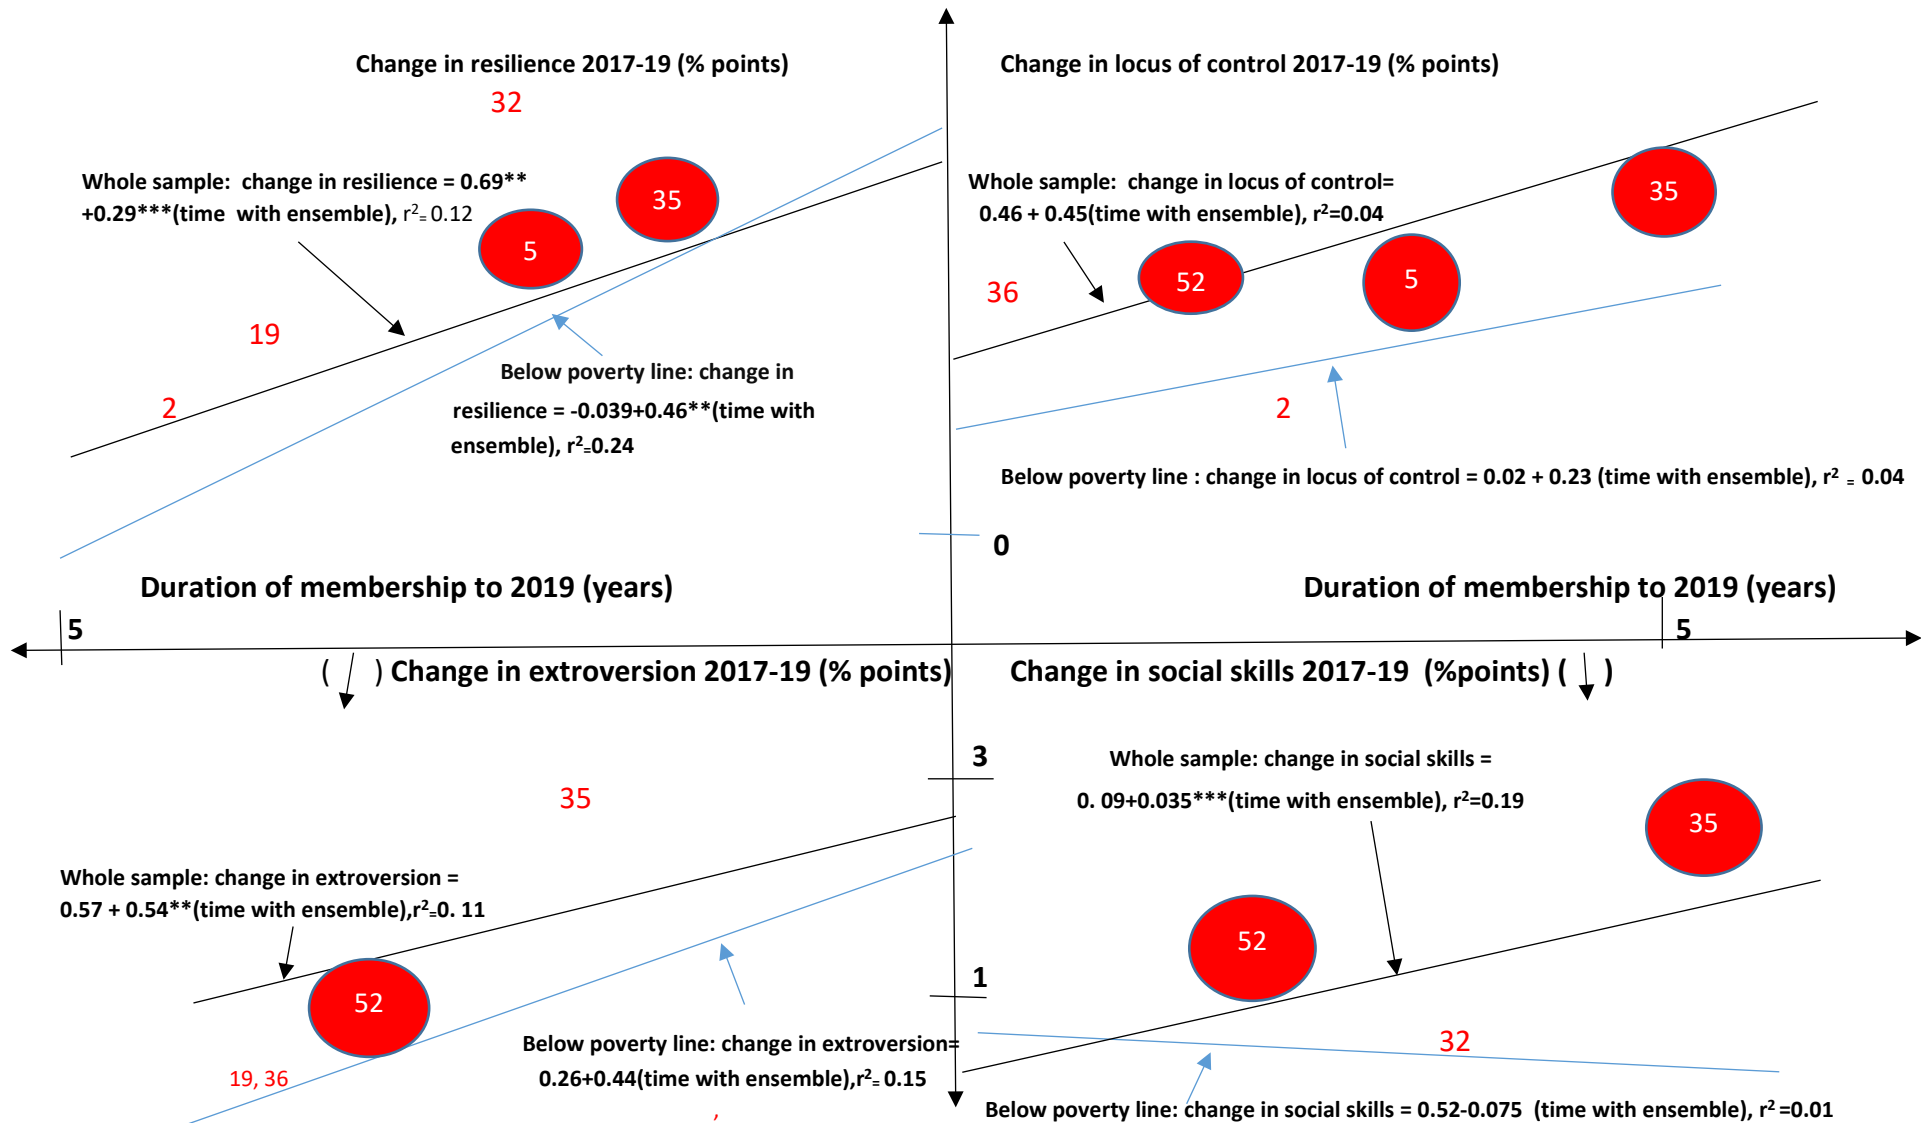 Change in resilience 2017-19 (% points)
32
Whole sample: change in resilience = 0.69**
+0.29***(time with ensemble), r²= 0.12
35
5
19
2
Below poverty line: change in
resilience = -0.039+0.46**(time with
ensemble), r²=0.24
Change in locus of control 2017-19 (% points)
Whole sample: change in locus of control=
0.46 + 0.45(time with ensemble), r²=0.04
35
52
5
36
2
Below poverty line : change in locus of control = 0.02 + 0.23 (time with ensemble), r² = 0.04
0
Duration of membership to 2019 (years)
5
Duration of membership to 2019 (years)
5
( ) Change in extroversion 2017-19 (% points)
3
35
Whole sample: change in extroversion =
0.57 + 0.54**(time with ensemble),r²=0. 11
52
1
19, 36
Below poverty line: change in extroversion=
0.26+0.44(time with ensemble),r²= 0.15
,
Change in social skills 2017-19 (%points) ( )
Whole sample: change in social skills =
0. 09+0.035***(time with ensemble), r²=0.19
35
52
32
Below poverty line: change in social skills = 0.52-0.075 (time with ensemble), r² =0.01